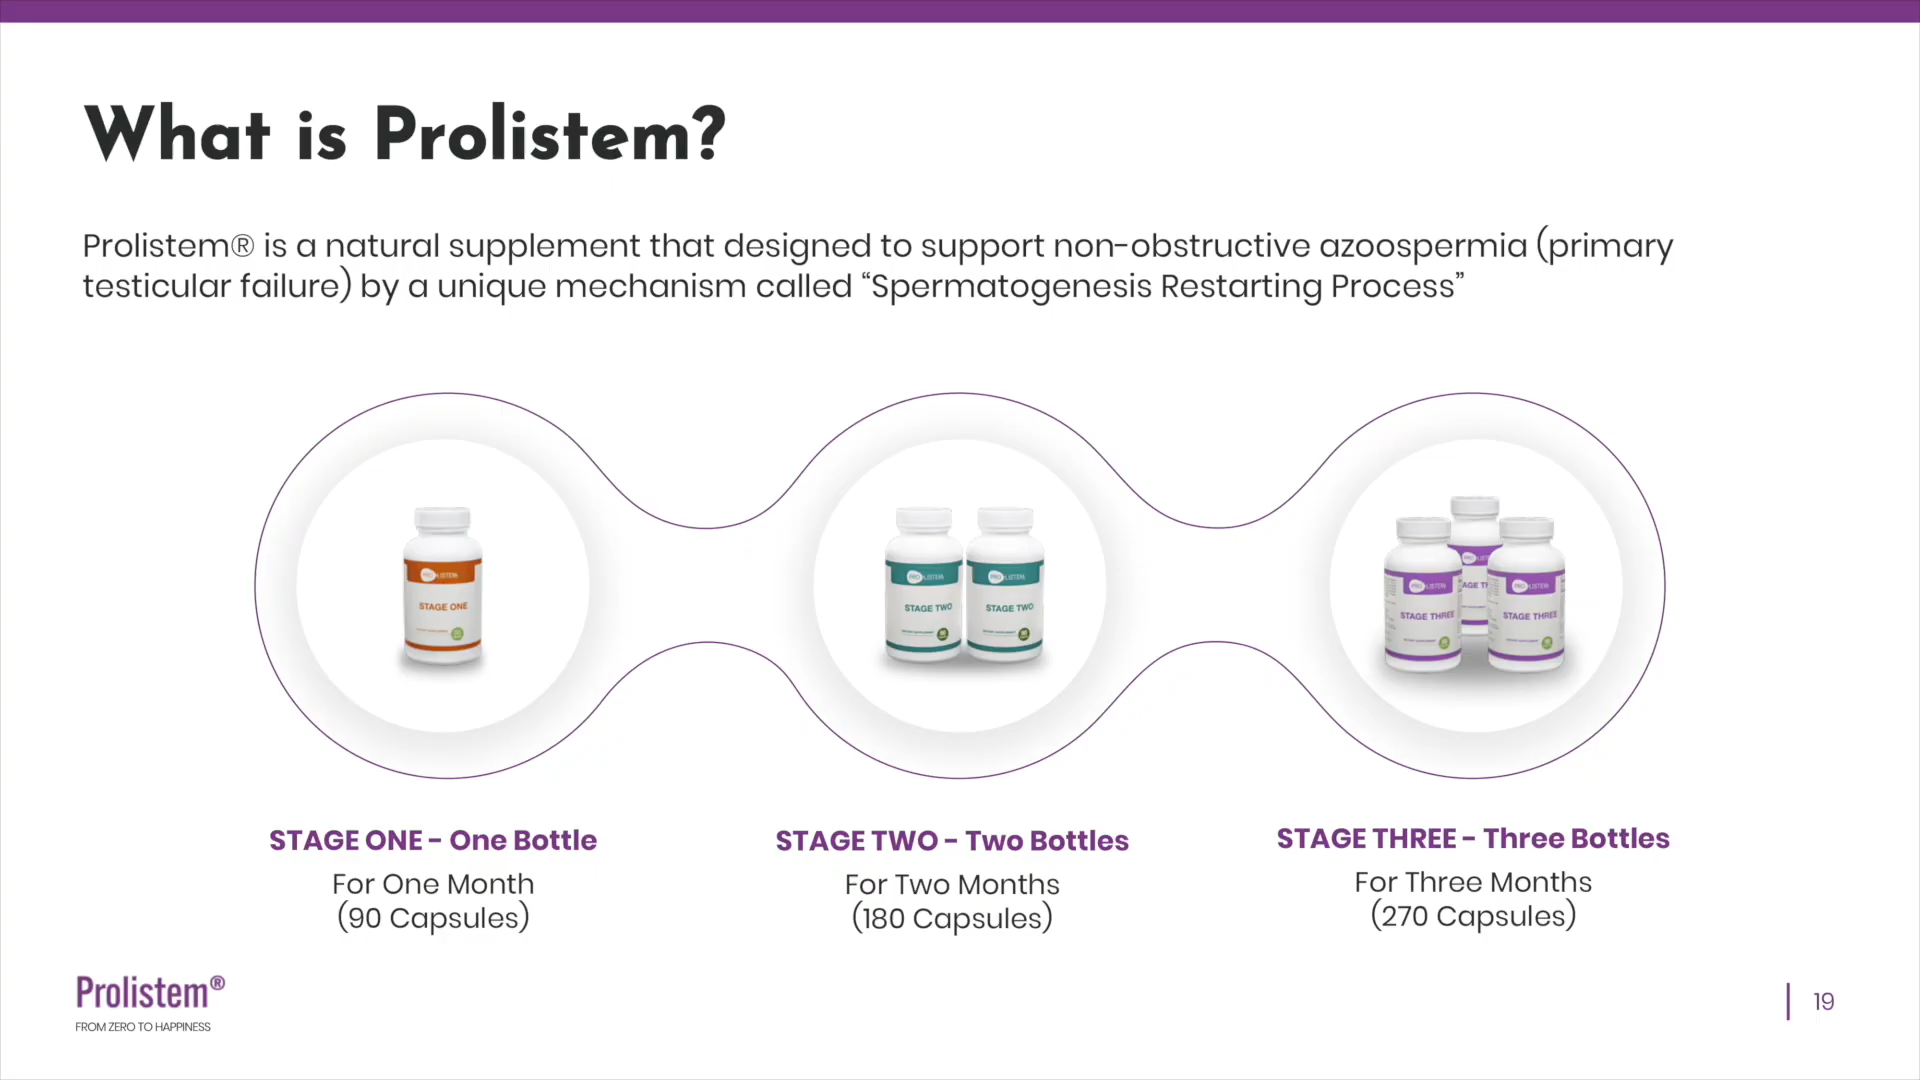 What is Prolistem?
Prolistem® is a natural supplement that designed to support non-obstructive azoospermia (primary
testicular failure) by a unique mechanism called “Spermatogenesis Restarting Process”
STAGE ONE
STAGE TWO
STAGE TWO
STAGE THREE
STAGE THREE
STAGE ONE - One Bottle
For One Month
(90 Capsules)
STAGE TWO - Two Bottles
For Two Months
(180 Capsules)
STAGE THREE - Three Bottles
For Three Months
(270 Capsules)
Prolistem®
FROM ZERO TO HAPPINESS
19